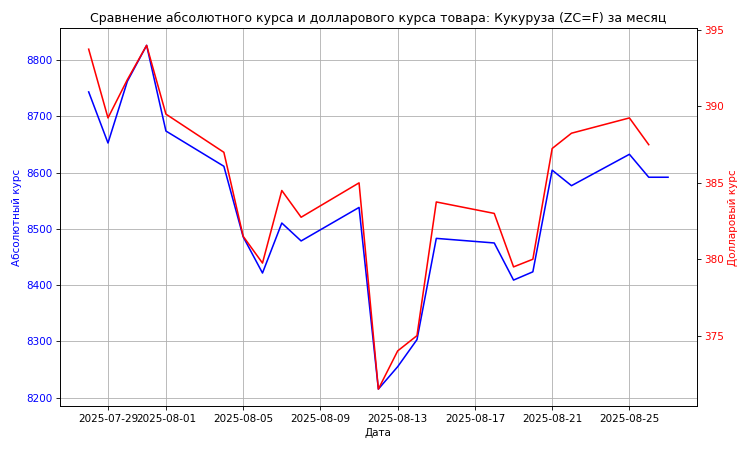 Сравнение абсолютного курса и долларового курса товара: Кукуруза (ZC=F) за месяц
Абсолютный курс
8800
8700
8600
8500
8400
8300
8200
395
390
385
380
375
Долларовый курс
2025-07-29 2025-08-01 2025-08-05 2025-08-09 2025-08-13 2025-08-17 2025-08-21 2025-08-25
Дата